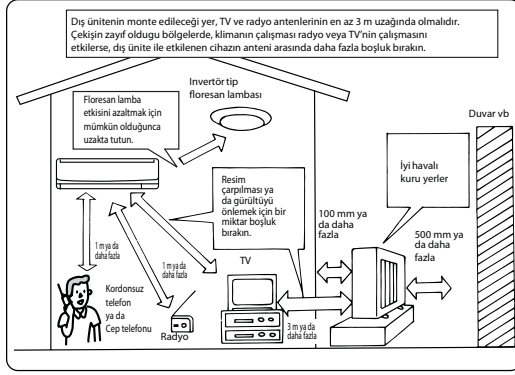 Dış ünitenin monte edileceği yer, TV ve radyo antenlerinin en az 3 m uzağında olmalıdır.
Çekişin zayıf oldugu bölgelerde, klimanın çalışması radyo veya TV'nin çalışmasını
etkilerse, dış ünite ile etkilenen cihazın anteni arasında daha fazla boşluk bırakın.
Invertör tip
floresan lambası
Floresan lamba
etkisini azaltmak için
mümkün olduğunca
uzakta tutun.
Duvar vb
İyi havalı
kuru yerler
Resim
çarpılması ya
da gürültüyü
önlemek için bir
miktar boşluk
bırakın.
100 mm ya
da daha
fazla
500 mm ya
da daha
fazla
1 m ya da
daha fazla
1 m ya da
daha fazla
TV
Kordonsuz
telefon
ya da
Cep telefonu
Radyo
3 m ya da
daha fazla